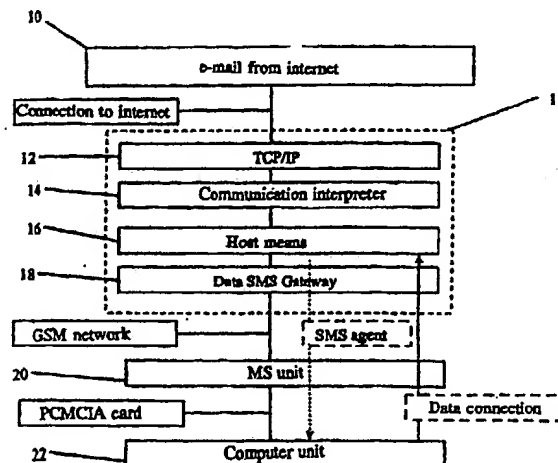 10
e-mail from internet
Connection to internet
1
12
TCP/IP
14
Communication interpreter
16
Host means
18
Data SMS Gateway
GSM network
SMS agent
20
MS unit
PCMCIA card
Data connection
22
Computer unit